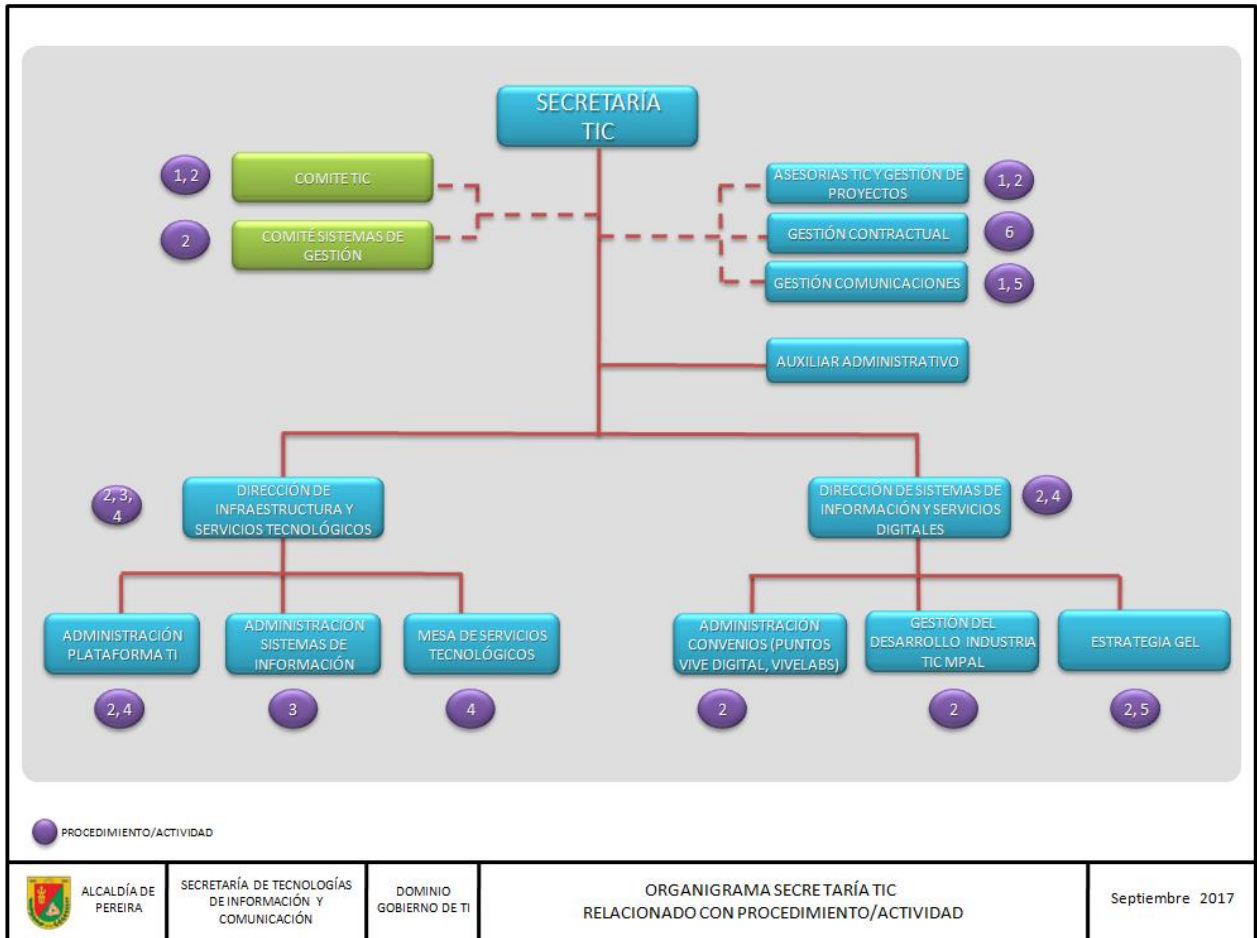 SECRETARÍA
TIC
1, 2
COMITE TIC
2
COMITÉ SISTEMAS DE
GESTIÓN
ASESORIAS TIC Y GESTIÓN DE
PROYECTOS
1, 2
GESTIÓN CONTRACTUAL
6
GESTIÓN COMUNICACIONES
1, 5
AUXILIAR ADMINISTRATIVO
2, 3,
4
DIRECCIÓN DE
INFRAESTRUCTURA Y
SERVICIOS TECNOLÓGICOS
DIRECCIÓN DE SISTEMAS DE
INFORMACIÓN Y SERVICIOS
DIGITALES
2, 4
ADMINISTRACIÓN
PLATAFORMA TI
ADMINISTRACIÓN
SISTEMAS DE
INFORMACIÓN
MESA DE SERVICIOS
TECNOLÓGICOS
ADMINISTRACIÓN
CONVENIOS (PUNTOS
VIVE DIGITAL, VIVELABS)
GESTIÓN DEL
DESARROLLO INDUSTRIA
TIC MPAL
ESTRATEGIA GEL
2, 4
3
4
2
2
2, 5
PROCEDIMIENTO/ACTIVIDAD
ALCALDÍA DE
PEREIRA
SECRETARÍA DE TECNOLOGÍAS
DE INFORMACIÓN Y
COMUNICACIÓN
DOMINIO
GOBIERNO DE TI
ORGANIGRAMA SECRETARÍA TIC
RELACIONADO CON PROCEDIMIENTO/ACTIVIDAD
Septiembre 2017